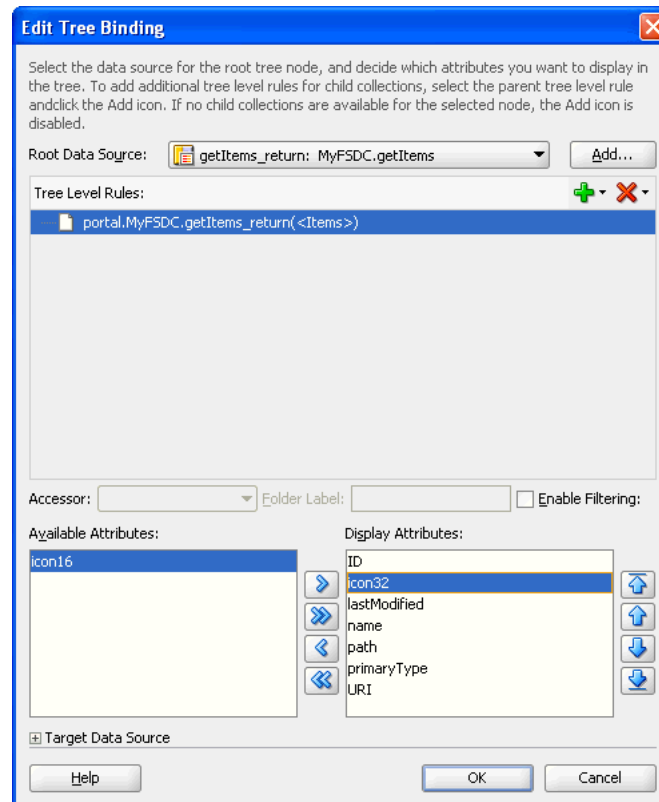 Edit Tree Binding
Select the data source for the root tree node, and decide which attributes you want to display in
the tree. To add additional tree level rules for child collections, select the parent tree level rule
andclick the Add icon. If no child collections are available for the selected node, the Add icon is
disabled.
Root Data Source: getItems_return: MyFSDC.getItems Add...
Tree Level Rules:
portal.MyFSDC.getItems_return(<Items>)
Accessor: Folder Label: Enable Filtering:
Available Attributes: Display Attributes:
icon16
ID
icon32
lastModified
name
path
primaryType
URI
Target Data Source
Help OK Cancel